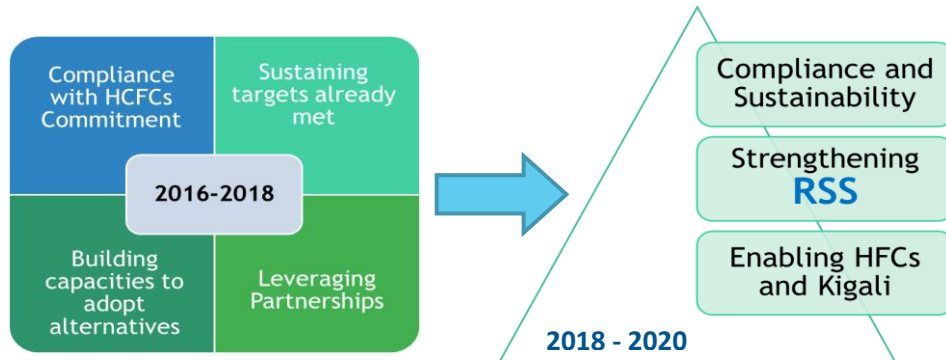 Compliance
with HCFCs
Commitment
Sustaining
targets already
met
2016-2018
Building
capacities to
adopt
alternatives
Leveraging
Partnerships
Compliance and
Sustainability
Strengthening
RSS
Enabling HFCs
and Kigali
2018 - 2020